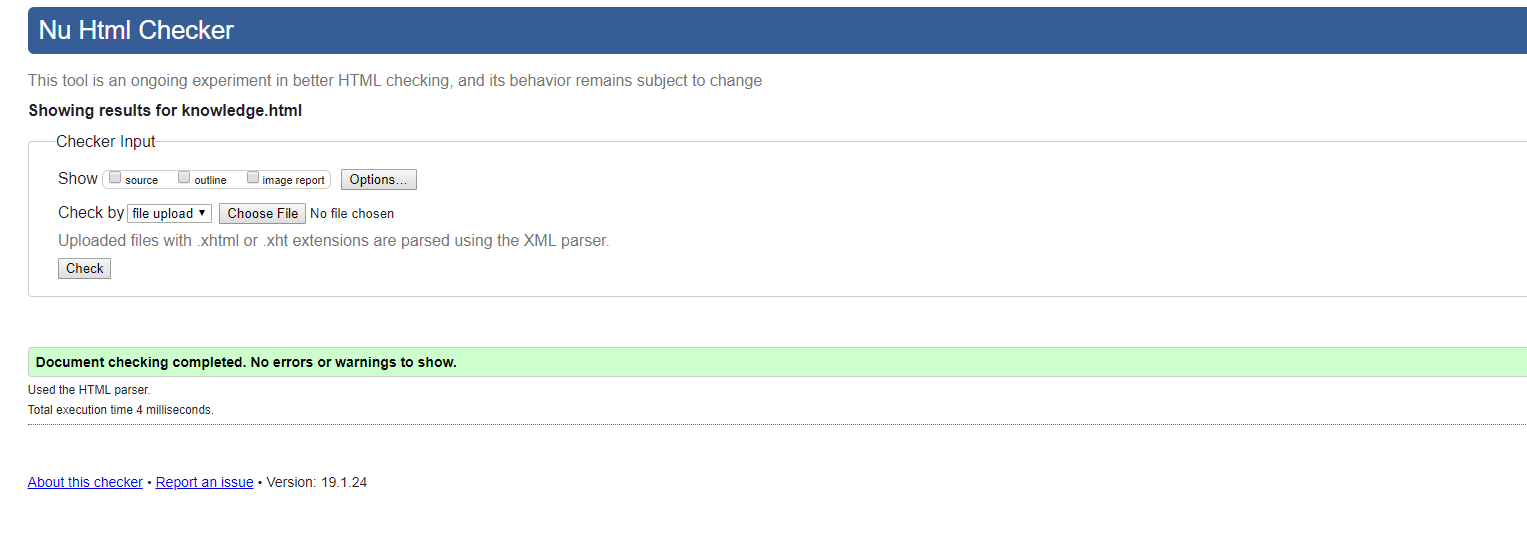 Nu Html Checker
This tool is an ongoing experiment in better HTML checking, and its behavior remains subject to change
Showing results for knowledge.html
Checker Input
Show source outline image report Options...
Check by file upload Choose File No file chosen
Uploaded files with .xhtml or .xht extensions are parsed using the XML parser.
Check
Document checking completed. No errors or warnings to show.
Used the HTML parser.
Total execution time 4 milliseconds.
About this checker • Report an issue • Version: 19.1.24